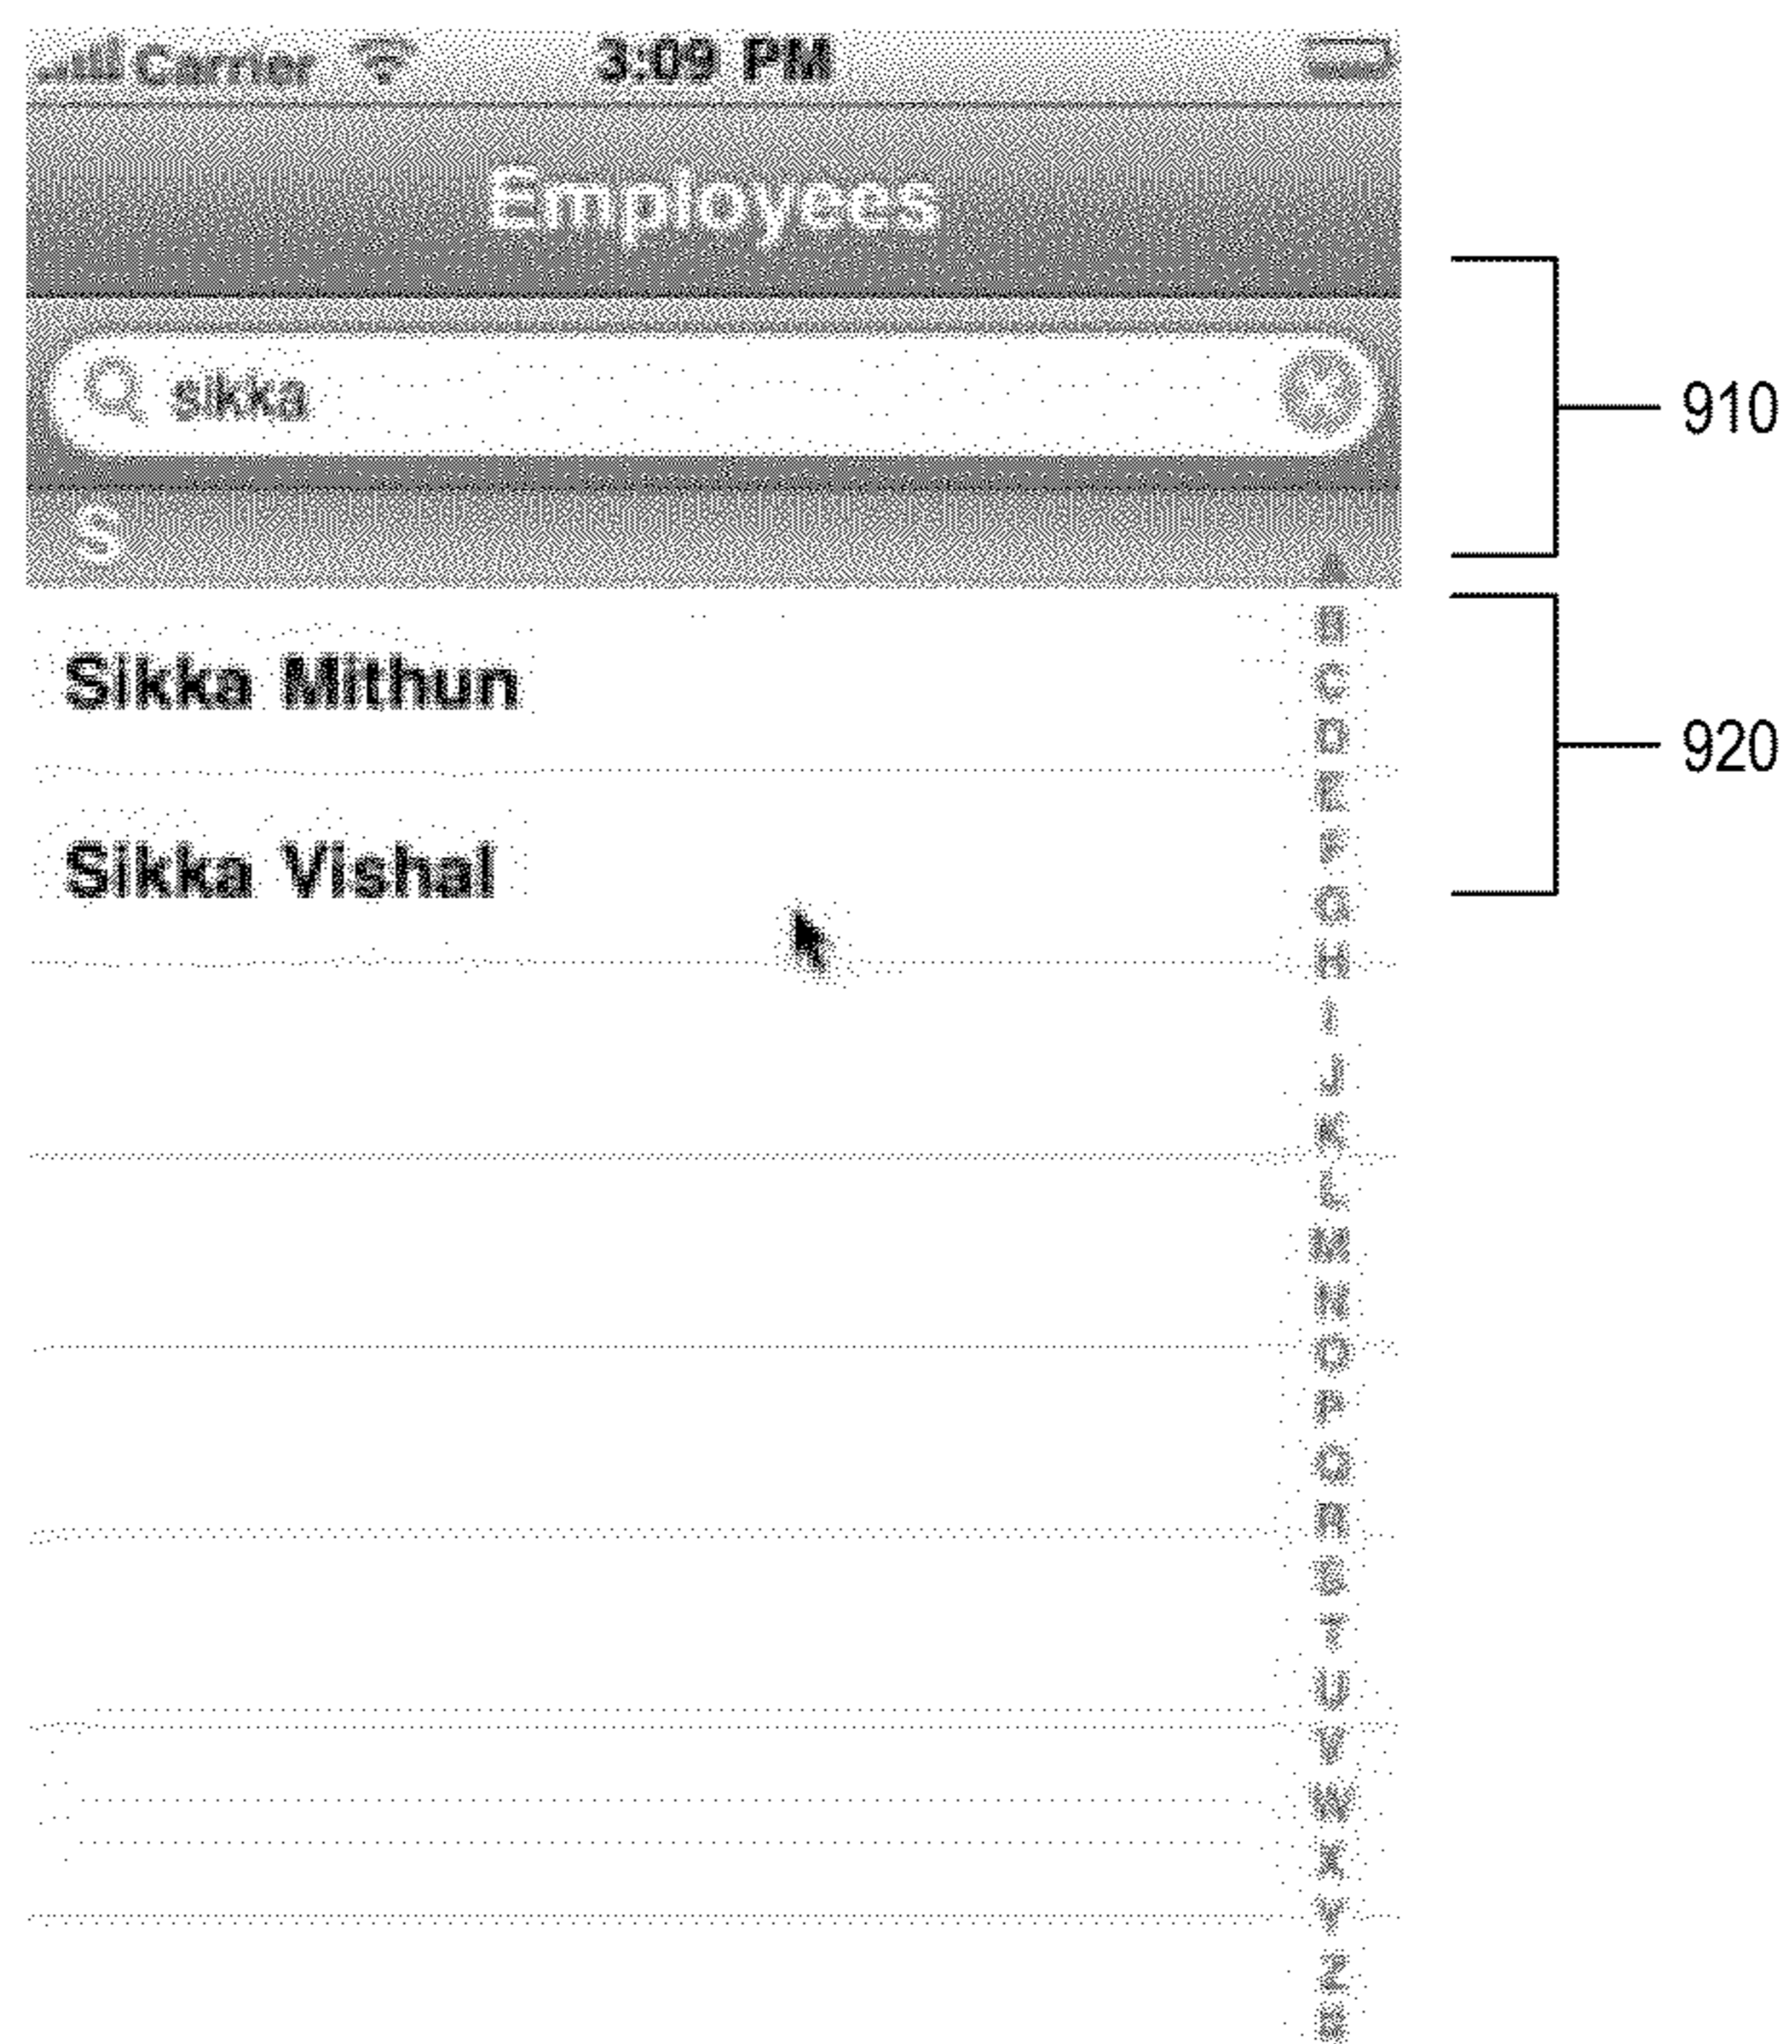 Carrier 3:09 PM
Employees
sikka
910
S
A
Sikka Mithun
B
C
D
920
E
Sikka Vishal
F
G
H
I
J
K
L
M
N
O
P
Q
R
S
T
U
V
W
X
Y
Z